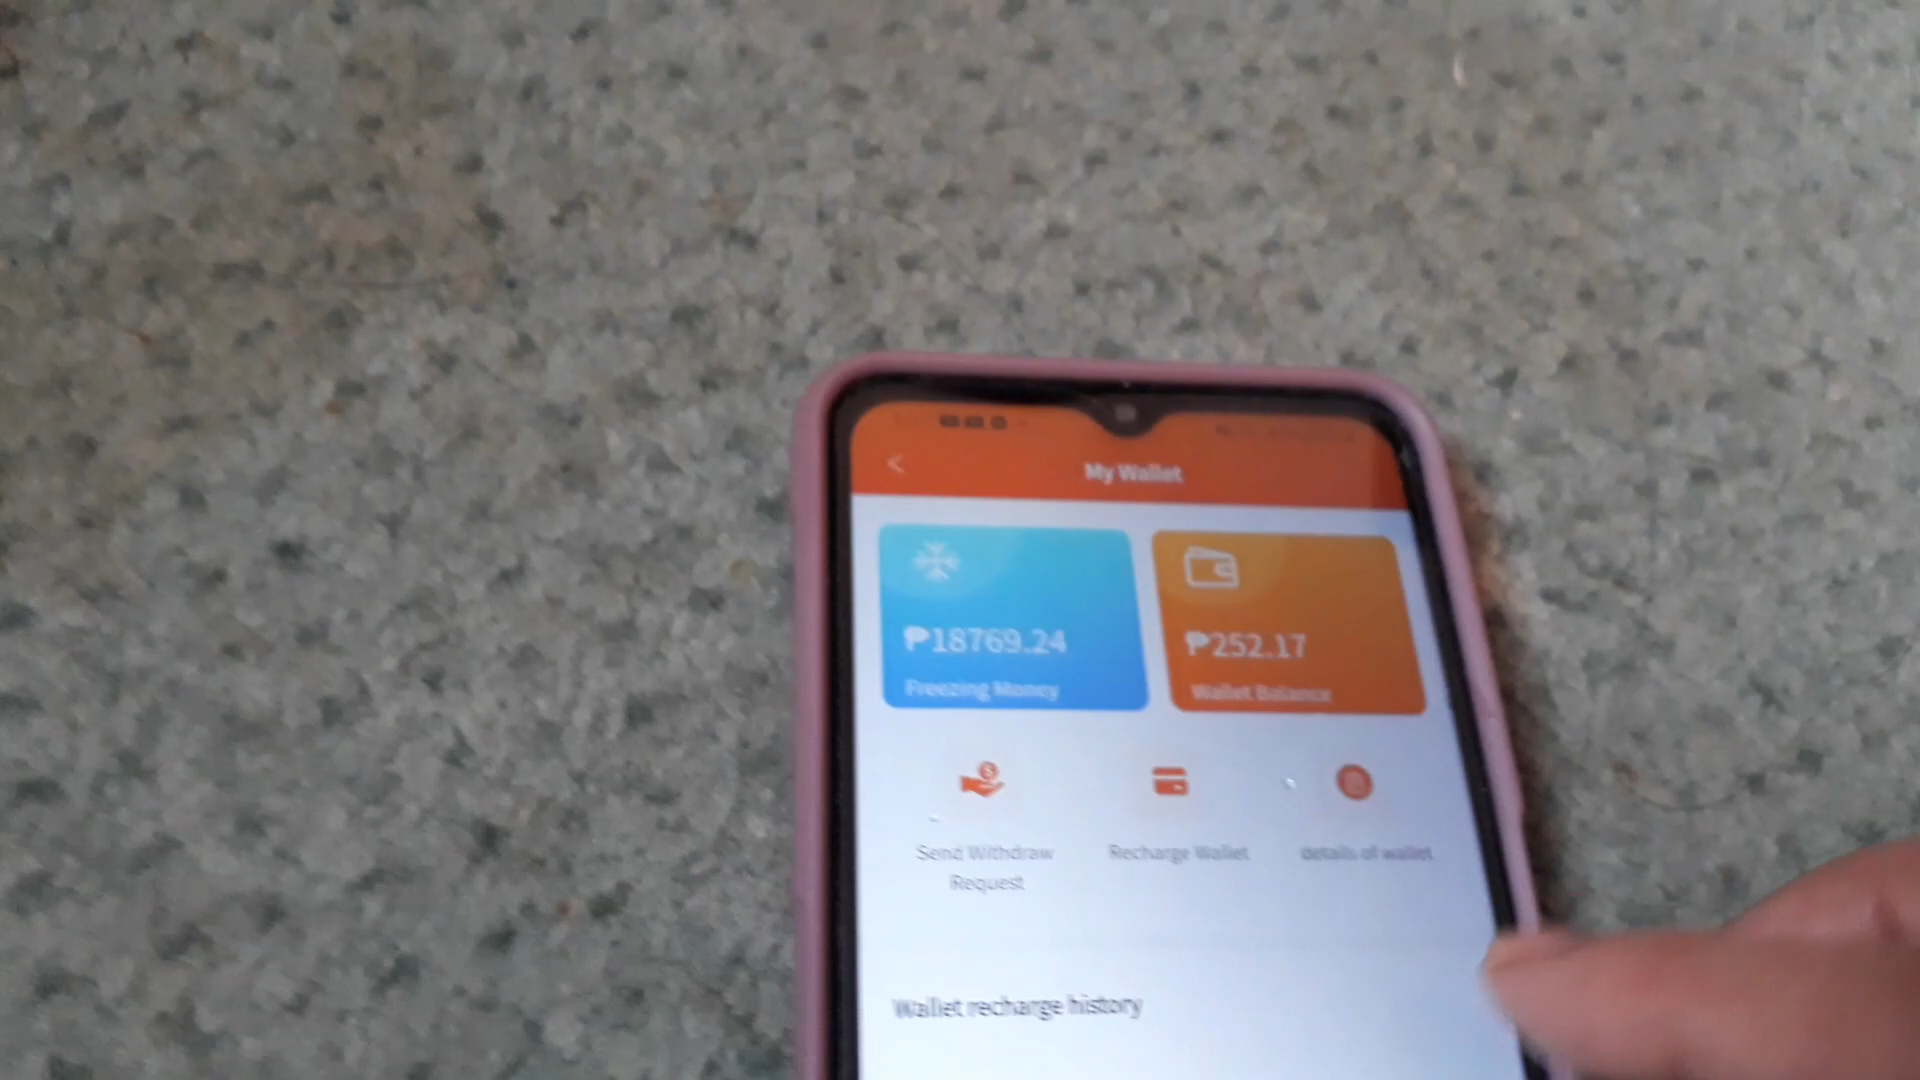 My Wallet
₱18769.24
Freezing Money
₱252.17
Wallet Balance
Send Withdraw
Request
Recharge Wallet
details of wallet
Wallet recharge history